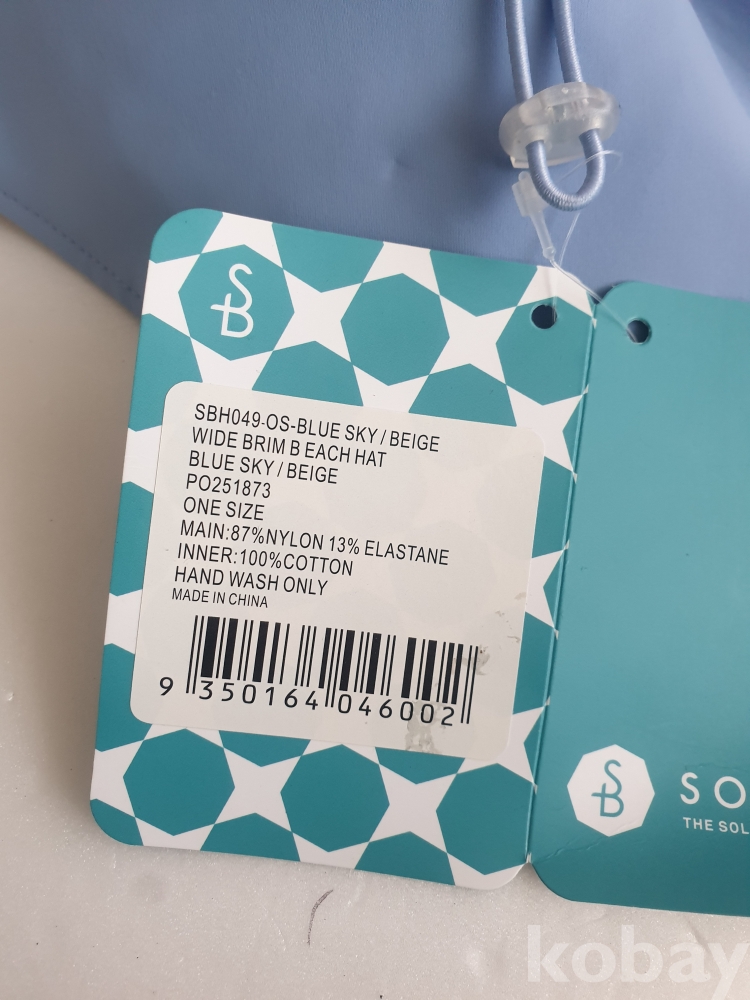 SB
SBH049-OS-BLUE SKY / BEIGE
WIDE BRIM B EACH HAT
BLUE SKY / BEIGE
PO251873
ONE SIZE
MAIN:87%NYLON 13% ELASTANE
INNER:100%COTTON
HAND WASH ONLY
MADE IN CHINA
9 350164 046002
SB
SO
THE SOL
kobay